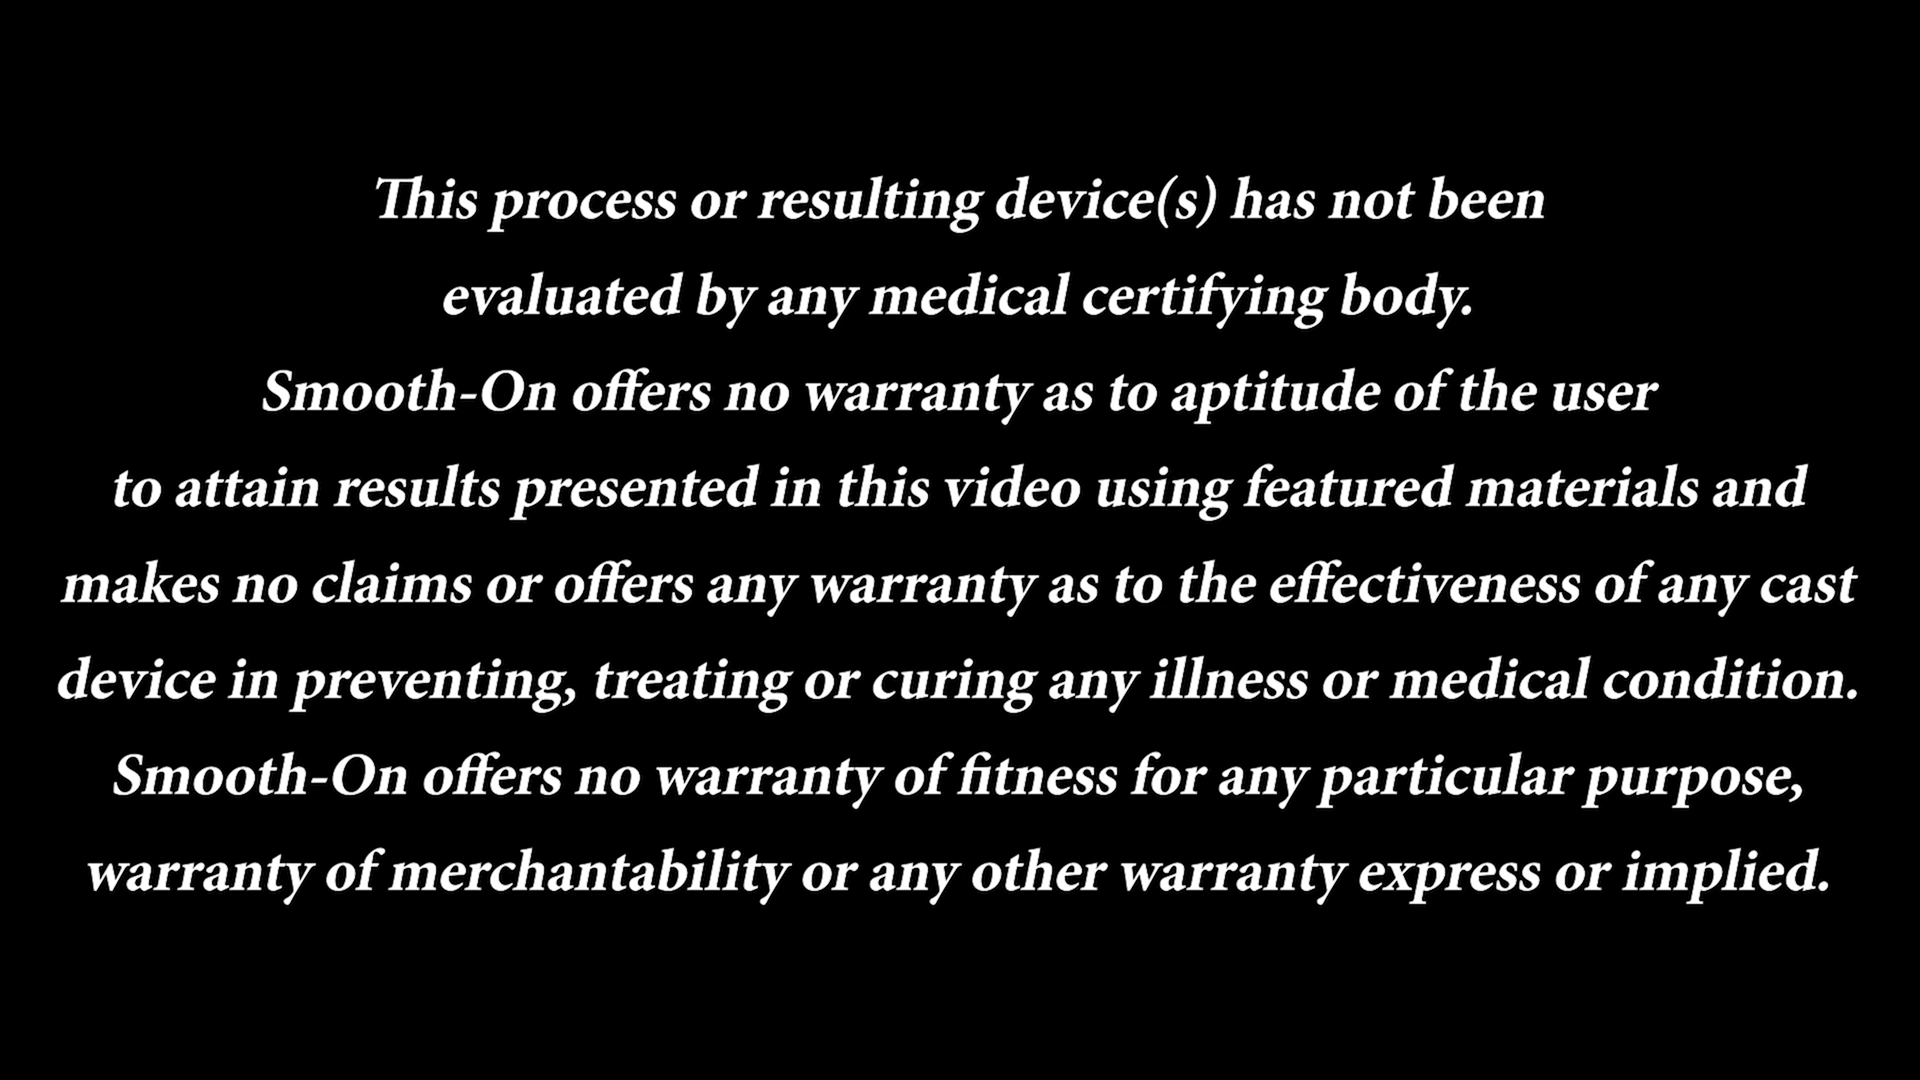 This process or resulting device(s) has not been
evaluated by any medical certifying body.
Smooth-On offers no warranty as to aptitude of the user
to attain results presented in this video using featured materials and
makes no claims or offers any warranty as to the effectiveness of any cast
device in preventing, treating or curing any illness or medical condition.
Smooth-On offers no warranty of fitness for any particular purpose,
warranty of merchantability or any other warranty express or implied.